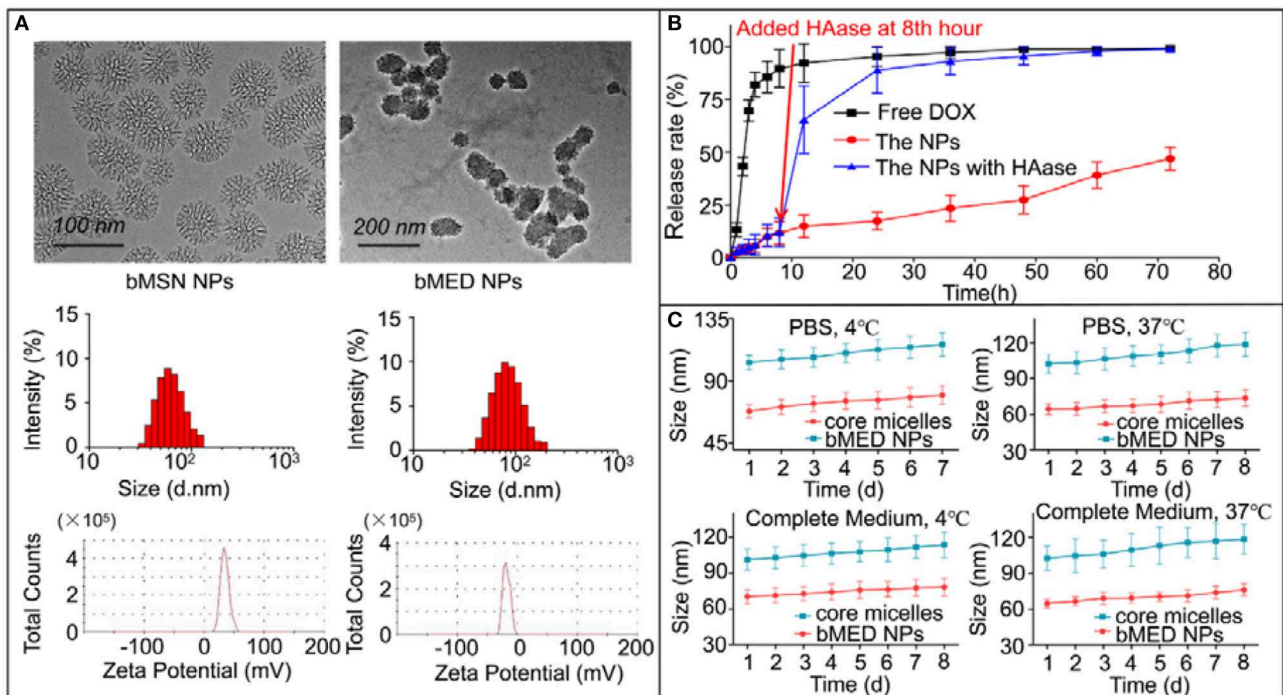 A
100 nm
200 nm
bMSN NPs
bMED NPs
15
10
5
0
Intensity (%)
10
10²
10³
Size (d.nm)
15
10
5
0
Intensity (%)
10
10²
10³
Size (d.nm)
(×10⁵)
4
2
0
Total Counts
-100 0 100 200
Zeta Potential (mV)
(×10⁵)
4
2
0
Total Counts
-100 0 100 200
Zeta Potential (mV)
B
Added HAase at 8th hour
100
75
50
25
0
Release rate (%)
Free DOX
The NPs
The NPs with HAase
0 10 20 30 40 50 60 70 80
Time(h)
C
PBS, 4℃
135
90
45
Size (nm)
core micelles
bMED NPs
1 2 3 4 5 6 7
Time (d)
PBS, 37℃
120
90
60
30
Size (nm)
core micelles
bMED NPs
1 2 3 4 5 6 7 8
Time (d)
Complete Medium, 4℃
120
90
60
30
Size (nm)
core micelles
bMED NPs
1 2 3 4 5 6 7 8
Time (d)
Complete Medium, 37℃
120
90
60
30
Size (nm)
core micelles
bMED NPs
1 2 3 4 5 6 7 8
Time (d)